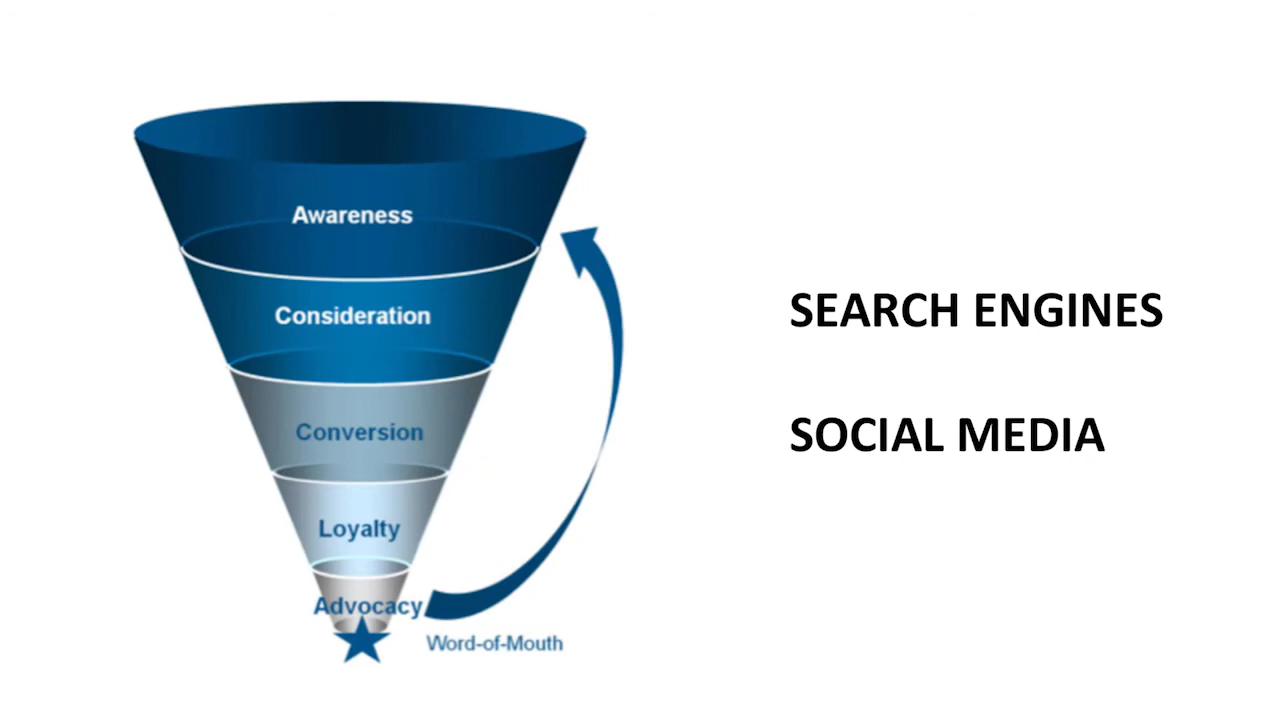 Awareness
Consideration
Conversion
Loyalty
Advocacy
Word-of-Mouth
SEARCH ENGINES
SOCIAL MEDIA